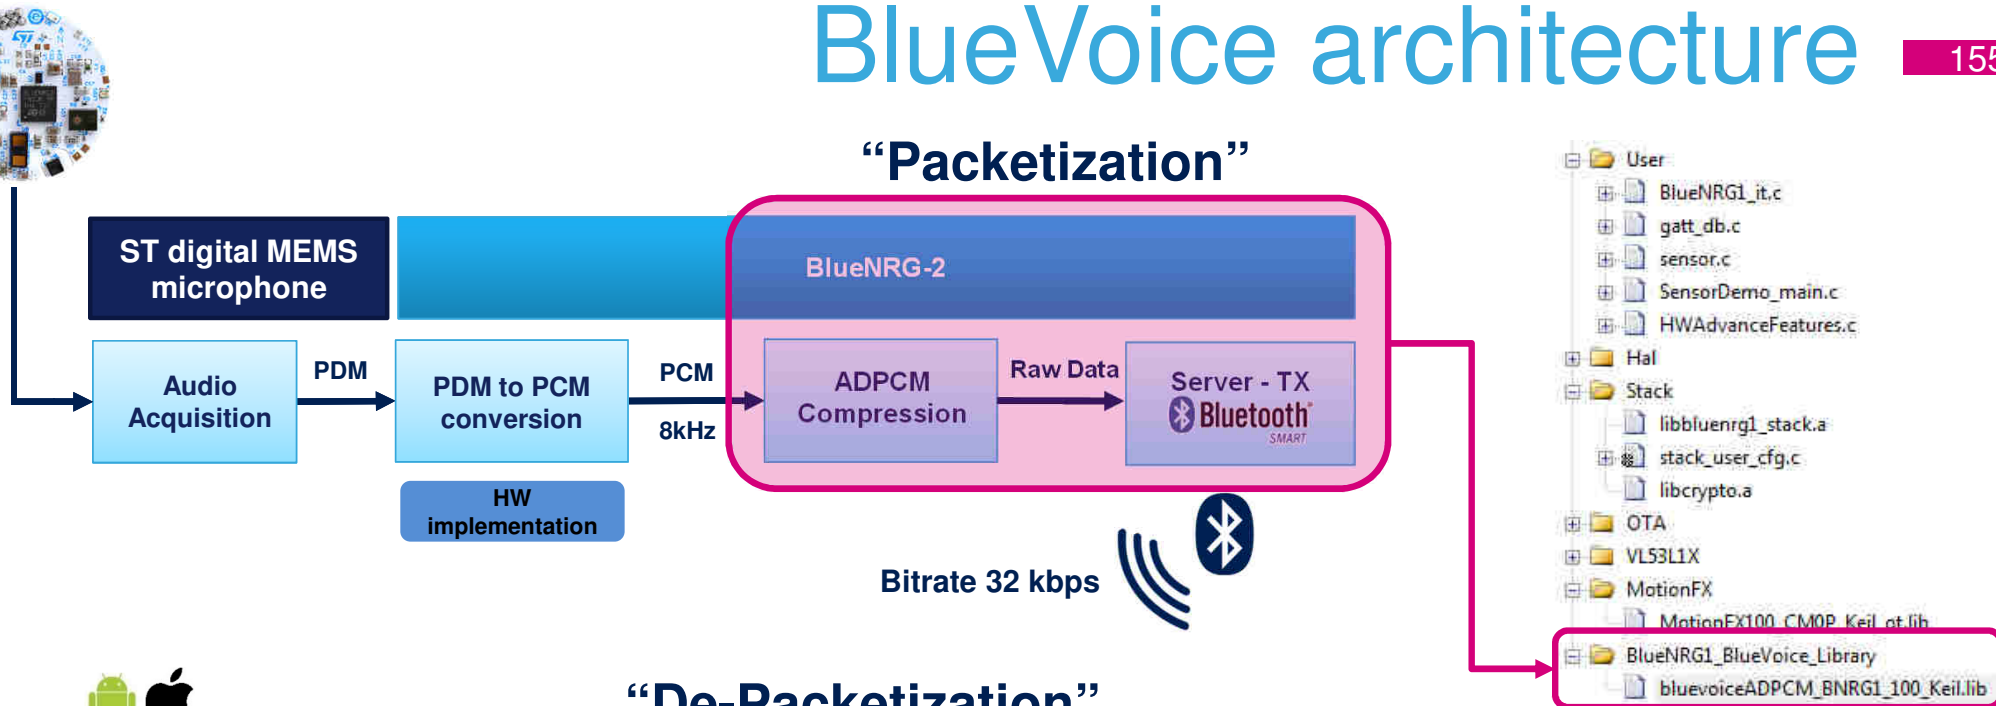 BlueVoice architecture
155
“Packetization”
ST digital MEMS
microphone
BlueNRG-2
Audio
Acquisition
PDM
PDM to PCM
conversion
PCM
8kHz
ADPCM
Compression
Raw Data
Server - TX
Bluetooth
SMART
HW
implementation
Bitrate 32 kbps
“De-Packetization”
User
BlueNRG1_it.c
gatt_db.c
sensor.c
SensorDemo_main.c
HWAdvanceFeatures.c
Hal
Stack
libbluenrg1_stack.a
stack_user_cfg.c
libcrypto.a
OTA
VL53L1X
MotionFX
MotionFX100_CM0P_Keil_ot.lib
BlueNRG1_BlueVoice_Library
bluevoiceADPCM_BNRG1_100_Keil.lib